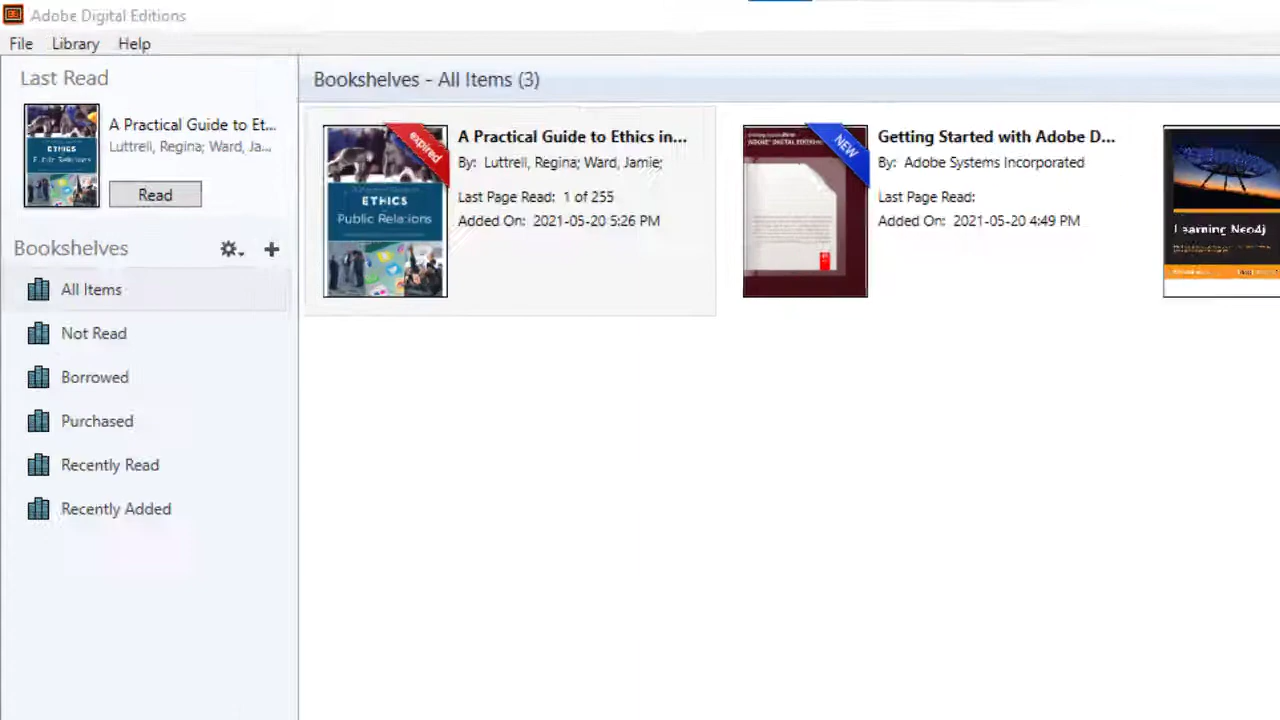 Adobe Digital Editions
File Library Help
Last Read
A Practical Guide to Et...
Luttrell, Regina; Ward, Ja...
Read
Bookshelves
All Items
Not Read
Borrowed
Purchased
Recently Read
Recently Added
Bookshelves - All Items (3)
ETHICS
Public Relations
expired
A Practical Guide to Ethics in...
By: Luttrell, Regina; Ward, Jamie;
Last Page Read: 1 of 255
Added On: 2021-05-20 5:26 PM
NEW
Getting Started with Adobe D...
By: Adobe Systems Incorporated
Last Page Read:
Added On: 2021-05-20 4:49 PM
Learning Neo4j